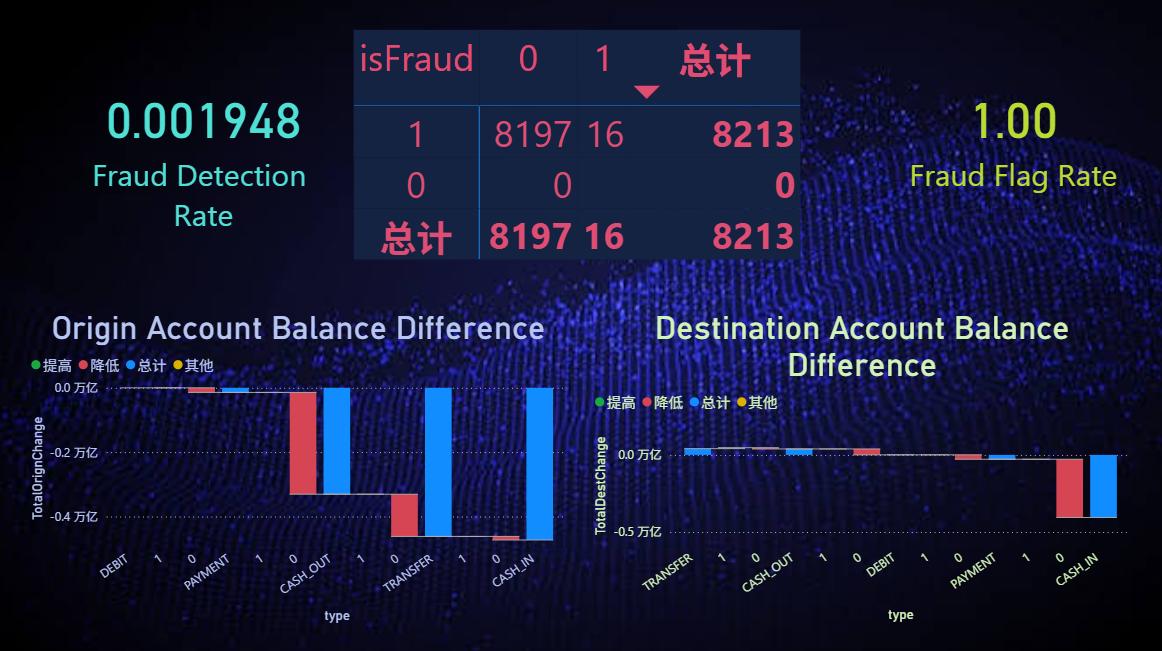 isFraud 0 1 总计
1 8197 16 8213
0 0 0
总计 8197 16 8213
0.001948
Fraud Detection
Rate
1.00
Fraud Flag Rate
Origin Account Balance Difference
提高 降低 总计 其他
TotalOrignChange
0.0 万亿
-0.2 万亿
-0.4 万亿
DEBIT 1 0 PAYMENT 1 0 CASH_OUT 1 0 TRANSFER 1 0 CASH_IN
type
Destination Account Balance
Difference
提高 降低 总计 其他
TotalDestChange
0.0 万亿
-0.5 万亿
TRANSFER 1 0 CASH_OUT 1 0 DEBIT 1 0 PAYMENT 1 0 CASH_IN
type